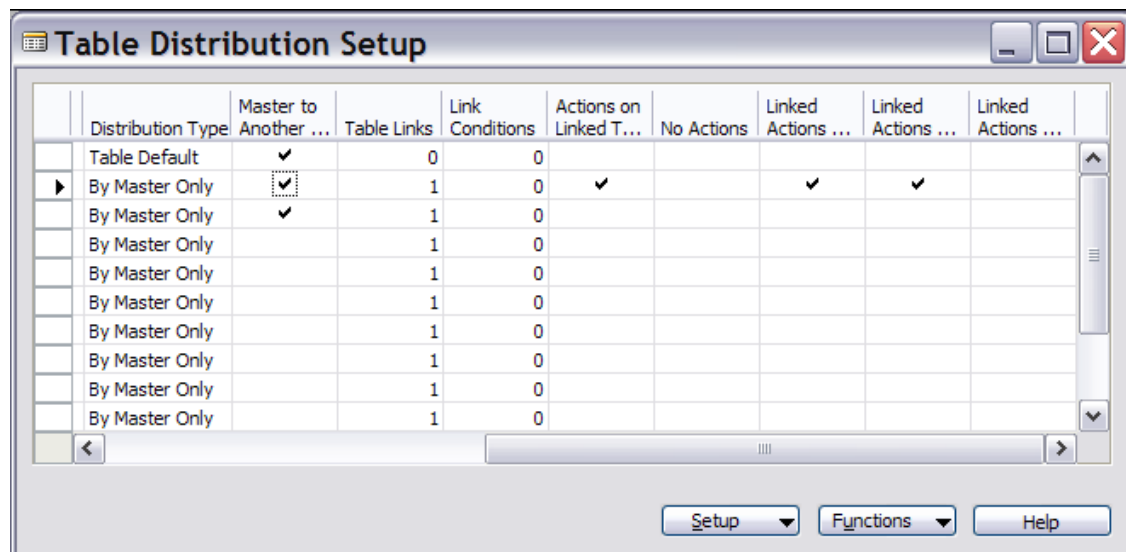 Table Distribution Setup
Distribution Type Master to Another ... Table Links Link Conditions Actions on Linked T... No Actions Linked Actions ... Linked Actions ... Linked Actions ...
Table Default ✔ 0 0
By Master Only ✔ 1 0 ✔ ✔ ✔
By Master Only ✔ 1 0
By Master Only 1 0
By Master Only 1 0
By Master Only 1 0
By Master Only 1 0
By Master Only 1 0
By Master Only 1 0
By Master Only 1 0
Setup Functions Help